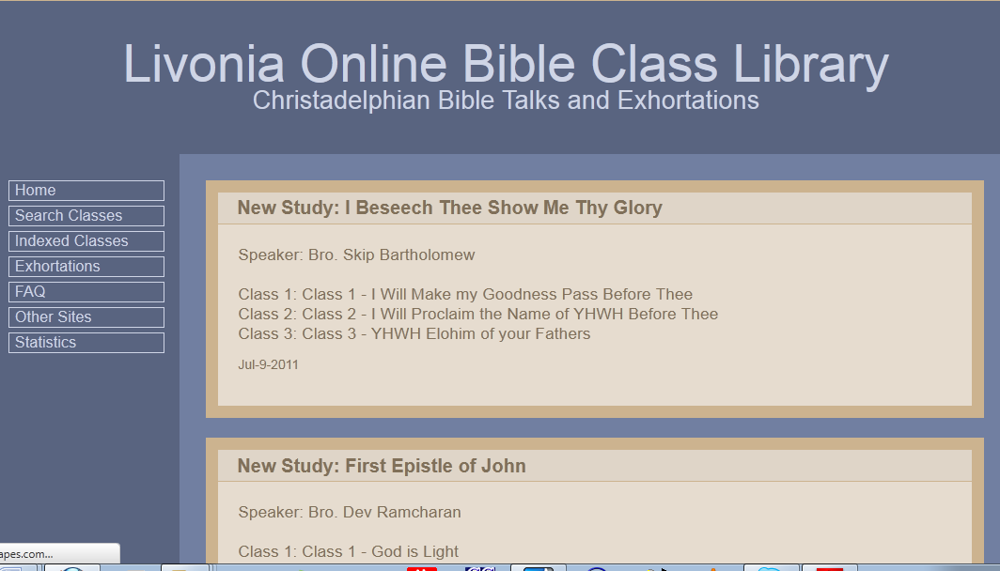 Livonia Online Bible Class Library
Christadelphian Bible Talks and Exhortations
Home
Search Classes
Indexed Classes
Exhortations
FAQ
Other Sites
Statistics
New Study: I Beseech Thee Show Me Thy Glory
Speaker: Bro. Skip Bartholomew
Class 1: Class 1 - I Will Make my Goodness Pass Before Thee
Class 2: Class 2 - I Will Proclaim the Name of YHWH Before Thee
Class 3: Class 3 - YHWH Elohim of your Fathers
Jul-9-2011
New Study: First Epistle of John
Speaker: Bro. Dev Ramcharan
Class 1: Class 1 - God is Light
apes.com...